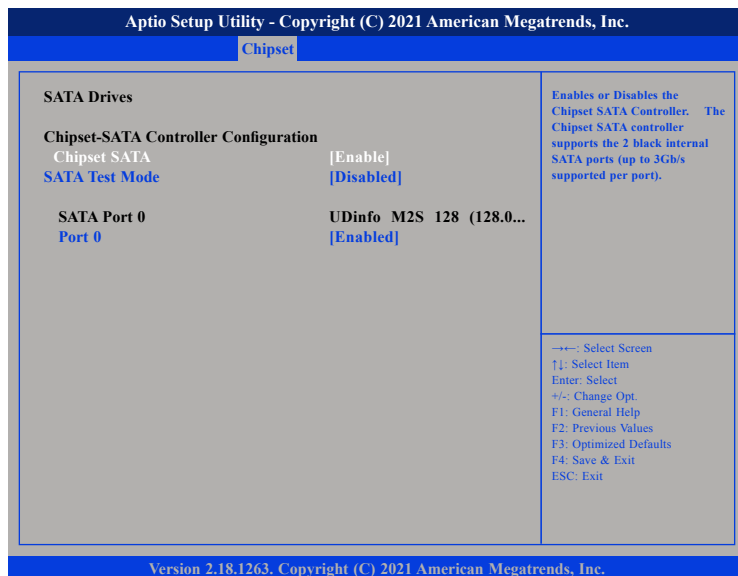 Aptio Setup Utility - Copyright (C) 2021 American Megatrends, Inc.
Chipset
SATA Drives
Chipset-SATA Controller Configuration
Chipset SATA [Enable]
SATA Test Mode [Disabled]
SATA Port 0 UDinfo M2S 128 (128.0...
Port 0 [Enabled]
Enables or Disables the
Chipset SATA Controller. The
Chipset SATA controller
supports the 2 black internal
SATA ports (up to 3Gb/s
supported per port).
→←: Select Screen
↑↓: Select Item
Enter: Select
+/-: Change Opt.
F1: General Help
F2: Previous Values
F3: Optimized Defaults
F4: Save & Exit
ESC: Exit
Version 2.18.1263. Copyright (C) 2021 American Megatrends, Inc.